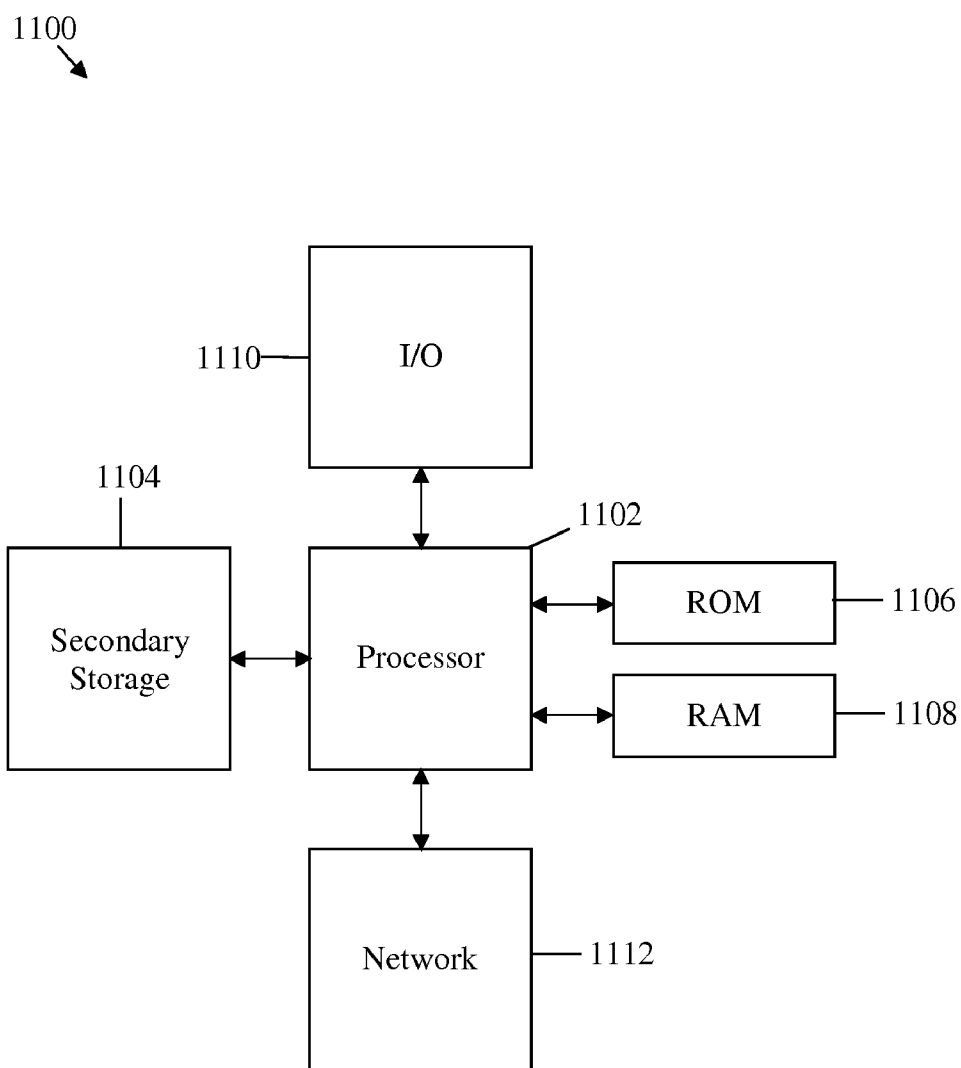 1100
I/O
1110
1104
1102
Secondary
Storage
Processor
ROM
1106
RAM
1108
Network
1112